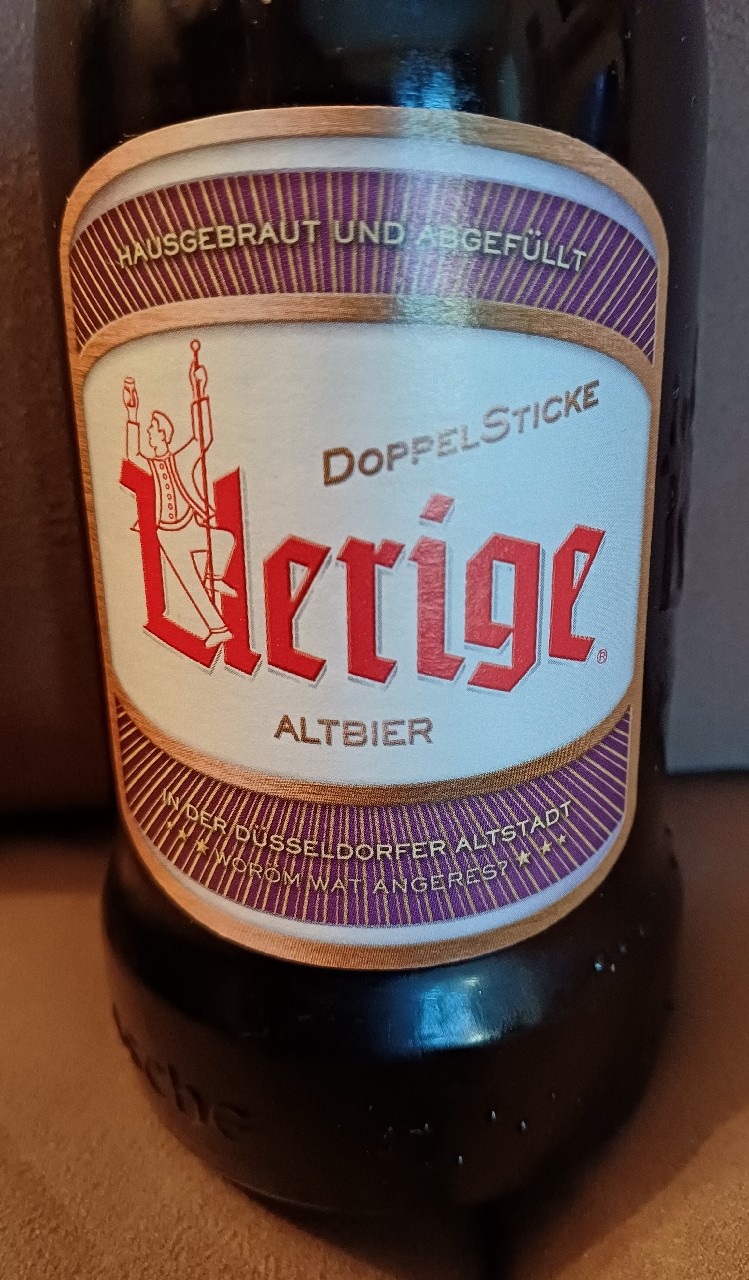 HAUSGEBRAUT UND ABGEFÜLLT
DOPPELSTICKE
Uerige®
ALTBIER
IN DER DÜSSELDORFER ALTSTADT
WORÖM WAT ANGERES?